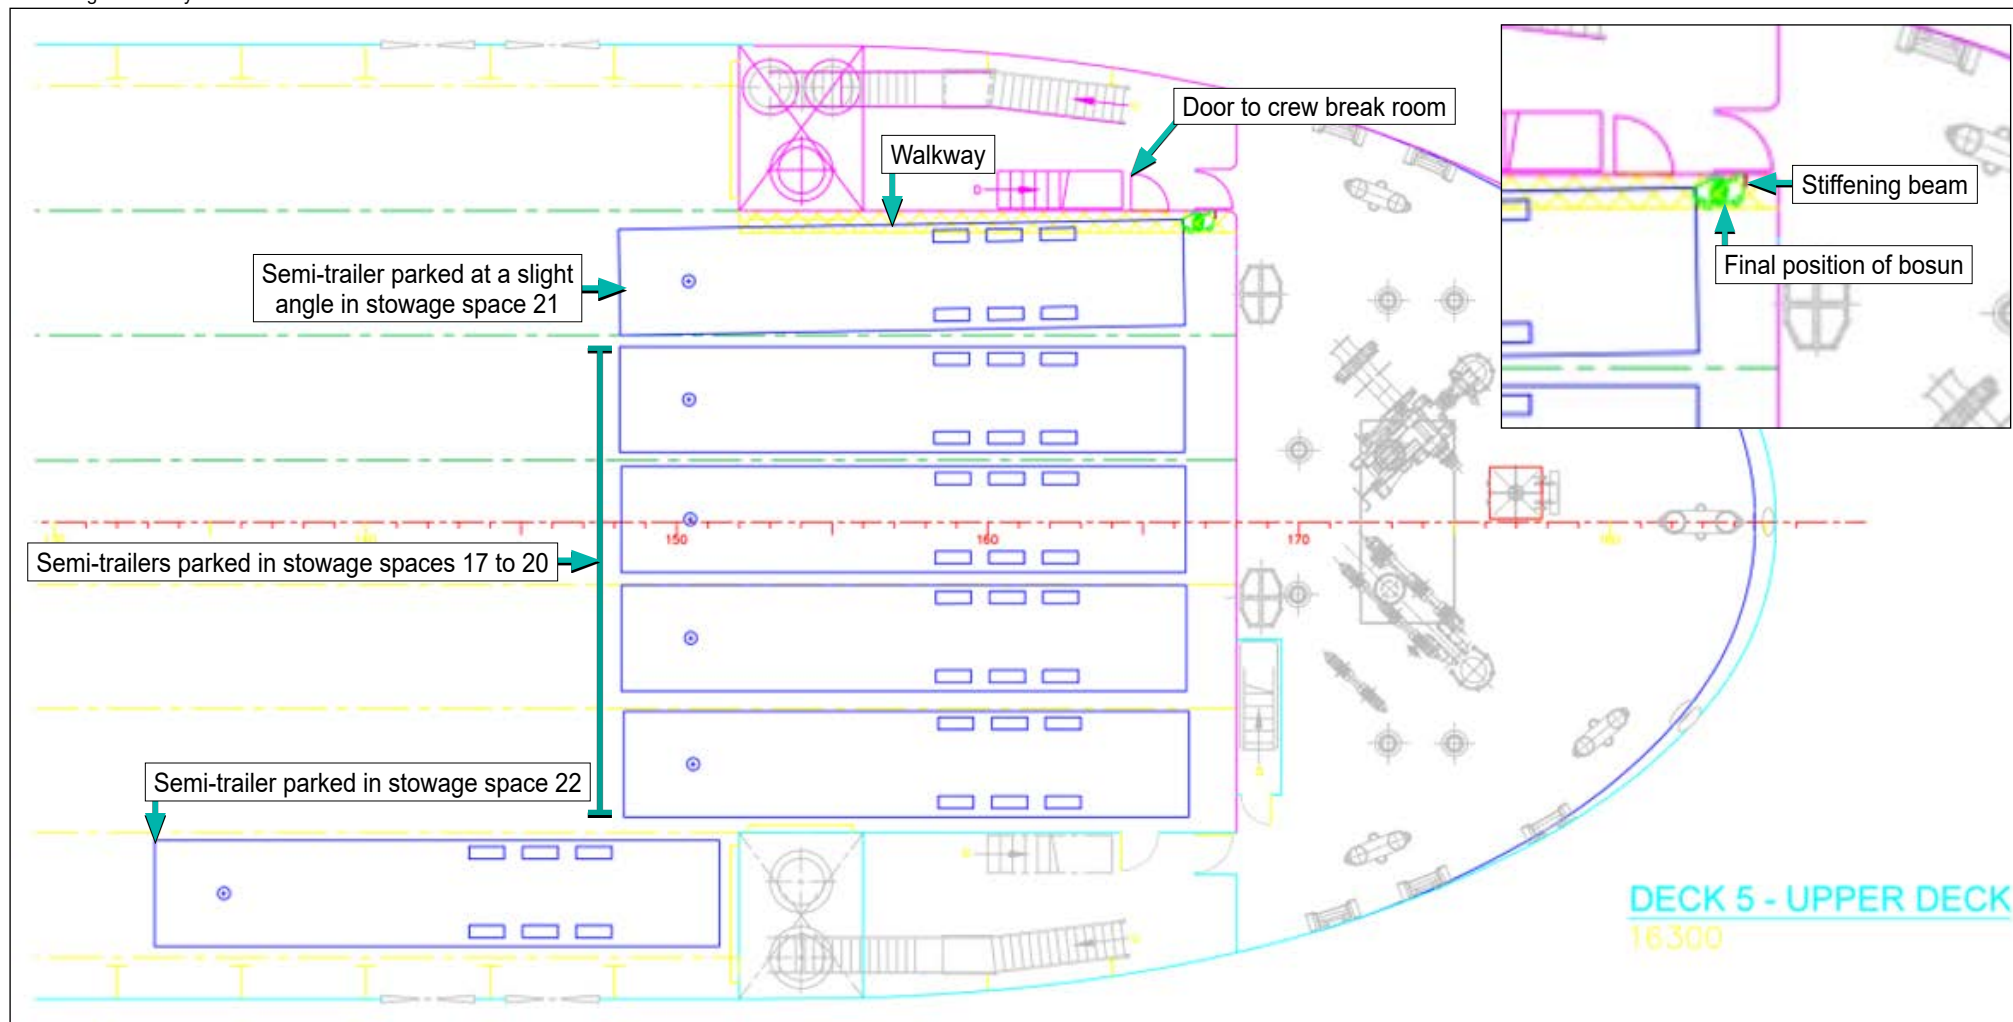 Door to crew break room
Walkway
Stiffening beam
Final position of bosun
Semi-trailer parked at a slight
angle in stowage space 21
150
160
170
Semi-trailers parked in stowage spaces 17 to 20
Semi-trailer parked in stowage space 22
DECK 5 - UPPER DECK
16300